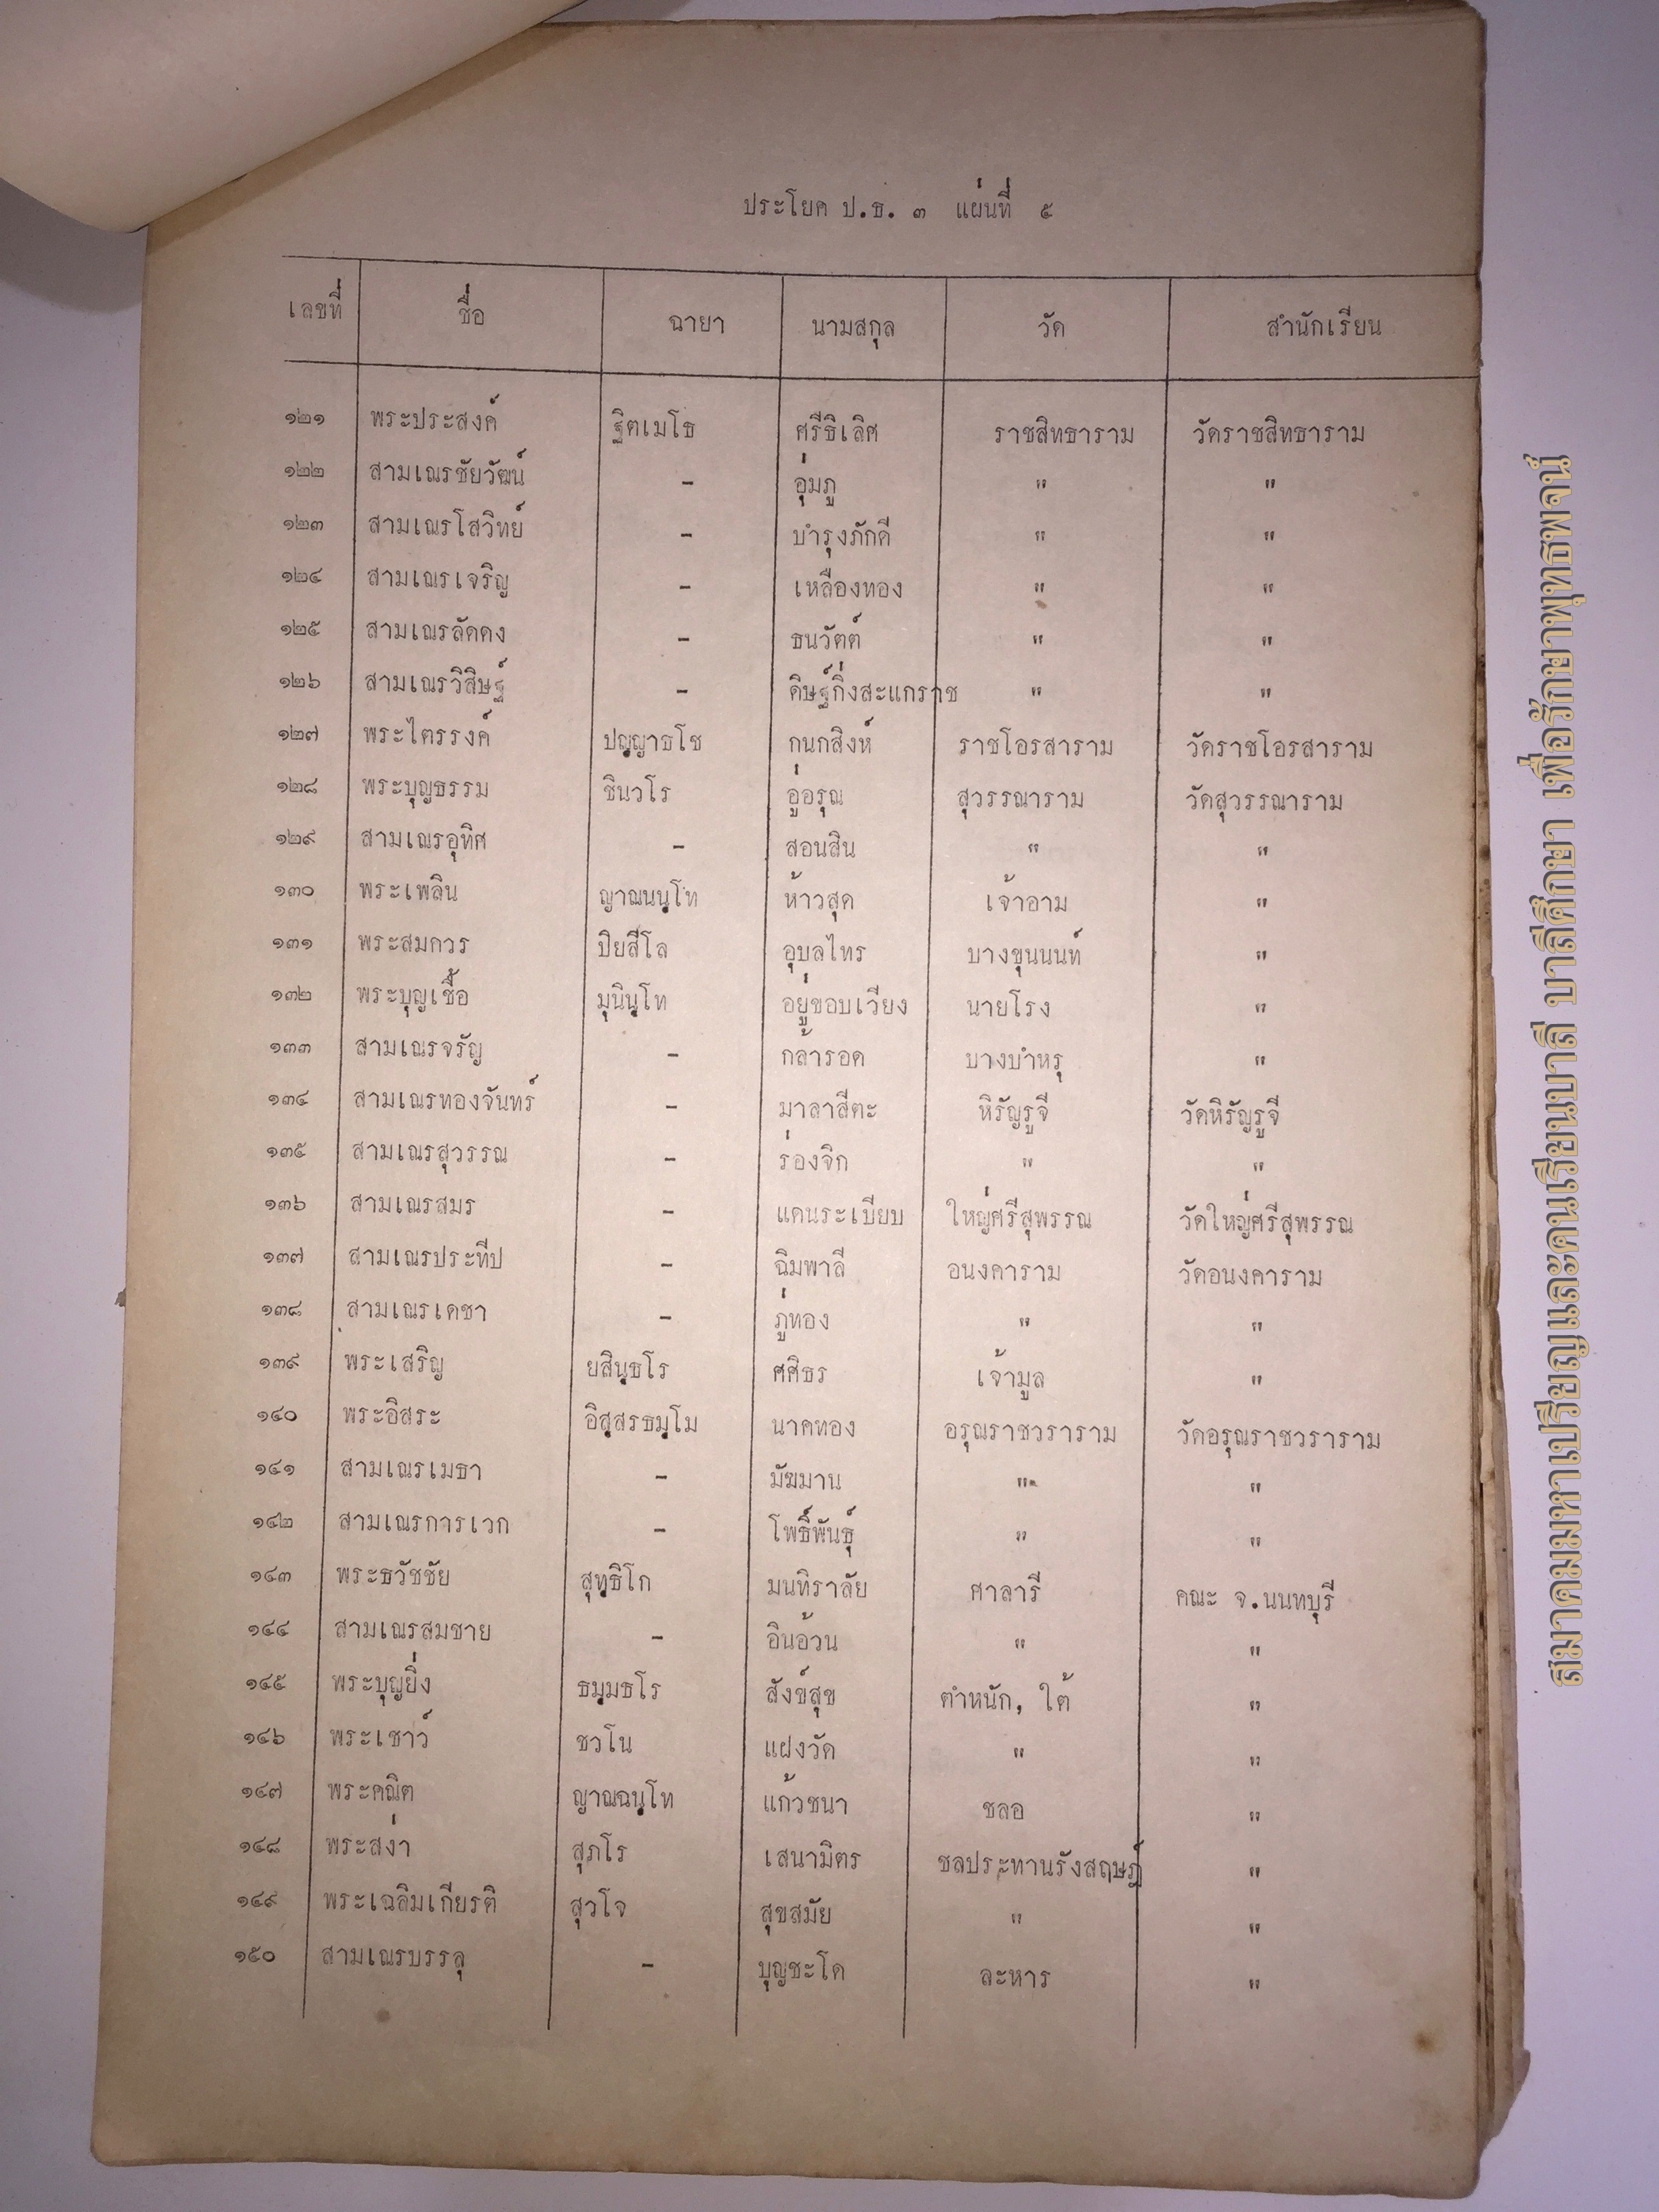 ประโยค ป.ธ. ๓ แผ่นที่ ๕
เลขที่ ชื่อ ฉายา นามสกุล วัด สำนักเรียน
๑๒๑ พระประสงค์ ฐิตเมโธ ศรีธิเลิศ ราชสิทธาราม วัดราชสิทธาราม
๑๒๒ สามเณรชัยวัฒน์ - อุ่มภู " "
๑๒๓ สามเณรโสวิทย์ - บำรุงภักดี " "
๑๒๔ สามเณรเจริญ - เหลืองทอง " "
๑๒๕ สามเณรลัดดง - ธนวัตต์ " "
๑๒๖ สามเณรวิสิษฐ์ - ดิษฐ์กิ่งสะแกราช " "
๑๒๗ พระไตรรงค์ ปญฺญาธโช กนกสิงห์ ราชโอรสาราม วัดราชโอรสาราม
๑๒๘ พระบุญธรรม ชินวโร อู่อรุณ สุวรรณาราม วัดสุวรรณาราม
๑๒๙ สามเณรอุทิศ - สอนสิน " "
๑๓๐ พระเพลิน ญาณนนฺโท ห้าวสุด เจ้าอาม "
๑๓๑ พระสมควร ปิยสีโล อุบลไทร บางขุนนนท์ "
๑๓๒ พระบุญเชื้อ มุนินฺโท อยู่ขอบเวียง นายโรง "
๑๓๓ สามเณรจรัญ - กล้ารอด บางบำหรุ "
๑๓๔ สามเณรทองจันทร์ - มาลาสีตะ หิรัญรูจี วัดหิรัญรูจี
๑๓๕ สามเณรสุวรรณ - ร่องจิก " "
๑๓๖ สามเณรสมร - แดนระเบียบ ใหญ่ศรีสุพรรณ วัดใหญ่ศรีสุพรรณ
๑๓๗ สามเณรประทีป - ฉิมพาลี อนงคาราม วัดอนงคาราม
๑๓๘ สามเณรเดชา - ภู่ทอง " "
๑๓๙ พระเสริญ ยสินฺธโร ศศิธร เจ้ามูล "
๑๔๐ พระอิสระ อิสฺสรธมฺโม นาคทอง อรุณราชวราราม วัดอรุณราชวราราม
๑๔๑ สามเณรเมธา - มัฆมาน " "
๑๔๒ สามเณรการเวก - โพธิ์พันธุ์ " "
๑๔๓ พระธวัชชัย สุทฺธิโก มนทิราลัย ศาลารี คณะ จ.นนทบุรี
๑๔๔ สามเณรสมชาย - อินอ้วน " "
๑๔๕ พระบุญยิ่ง ธมฺมธโร สังข์สุข ตำหนัก, ใต้ "
๑๔๖ พระเชาว์ ชวโน แฝงวัด " "
๑๔๗ พระคณิต ญาณฉนฺโท แก้วชนา ชลอ "
๑๔๘ พระสง่า สุภโร เสนามิตร ชลประทานรังสฤษฎ์ "
๑๔๙ พระเฉลิมเกียรติ สุวโจ สุขสมัย " "
๑๕๐ สามเณรบรรลุ - บุญชะโด ละหาร "
สมาคมมหาเปรียญและคนเรียนบาลี บาลีศึกษา เพื่อรักษาพุทธพจน์